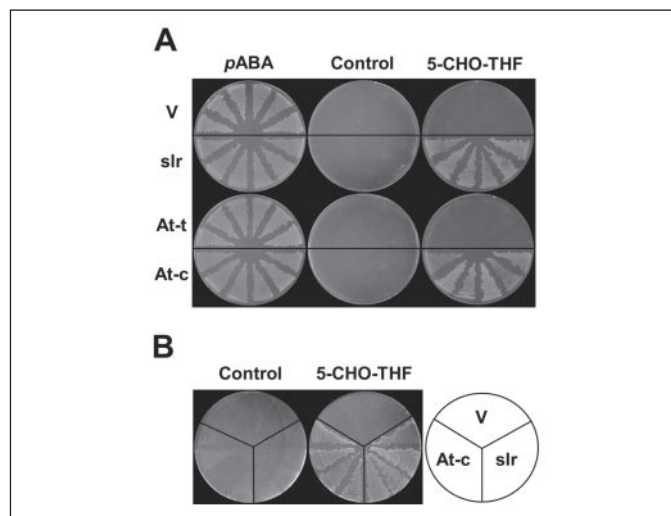 A
pABA Control 5-CHO-THF
V
slr
At-t
At-c
B
Control 5-CHO-THF
V
At-c slr